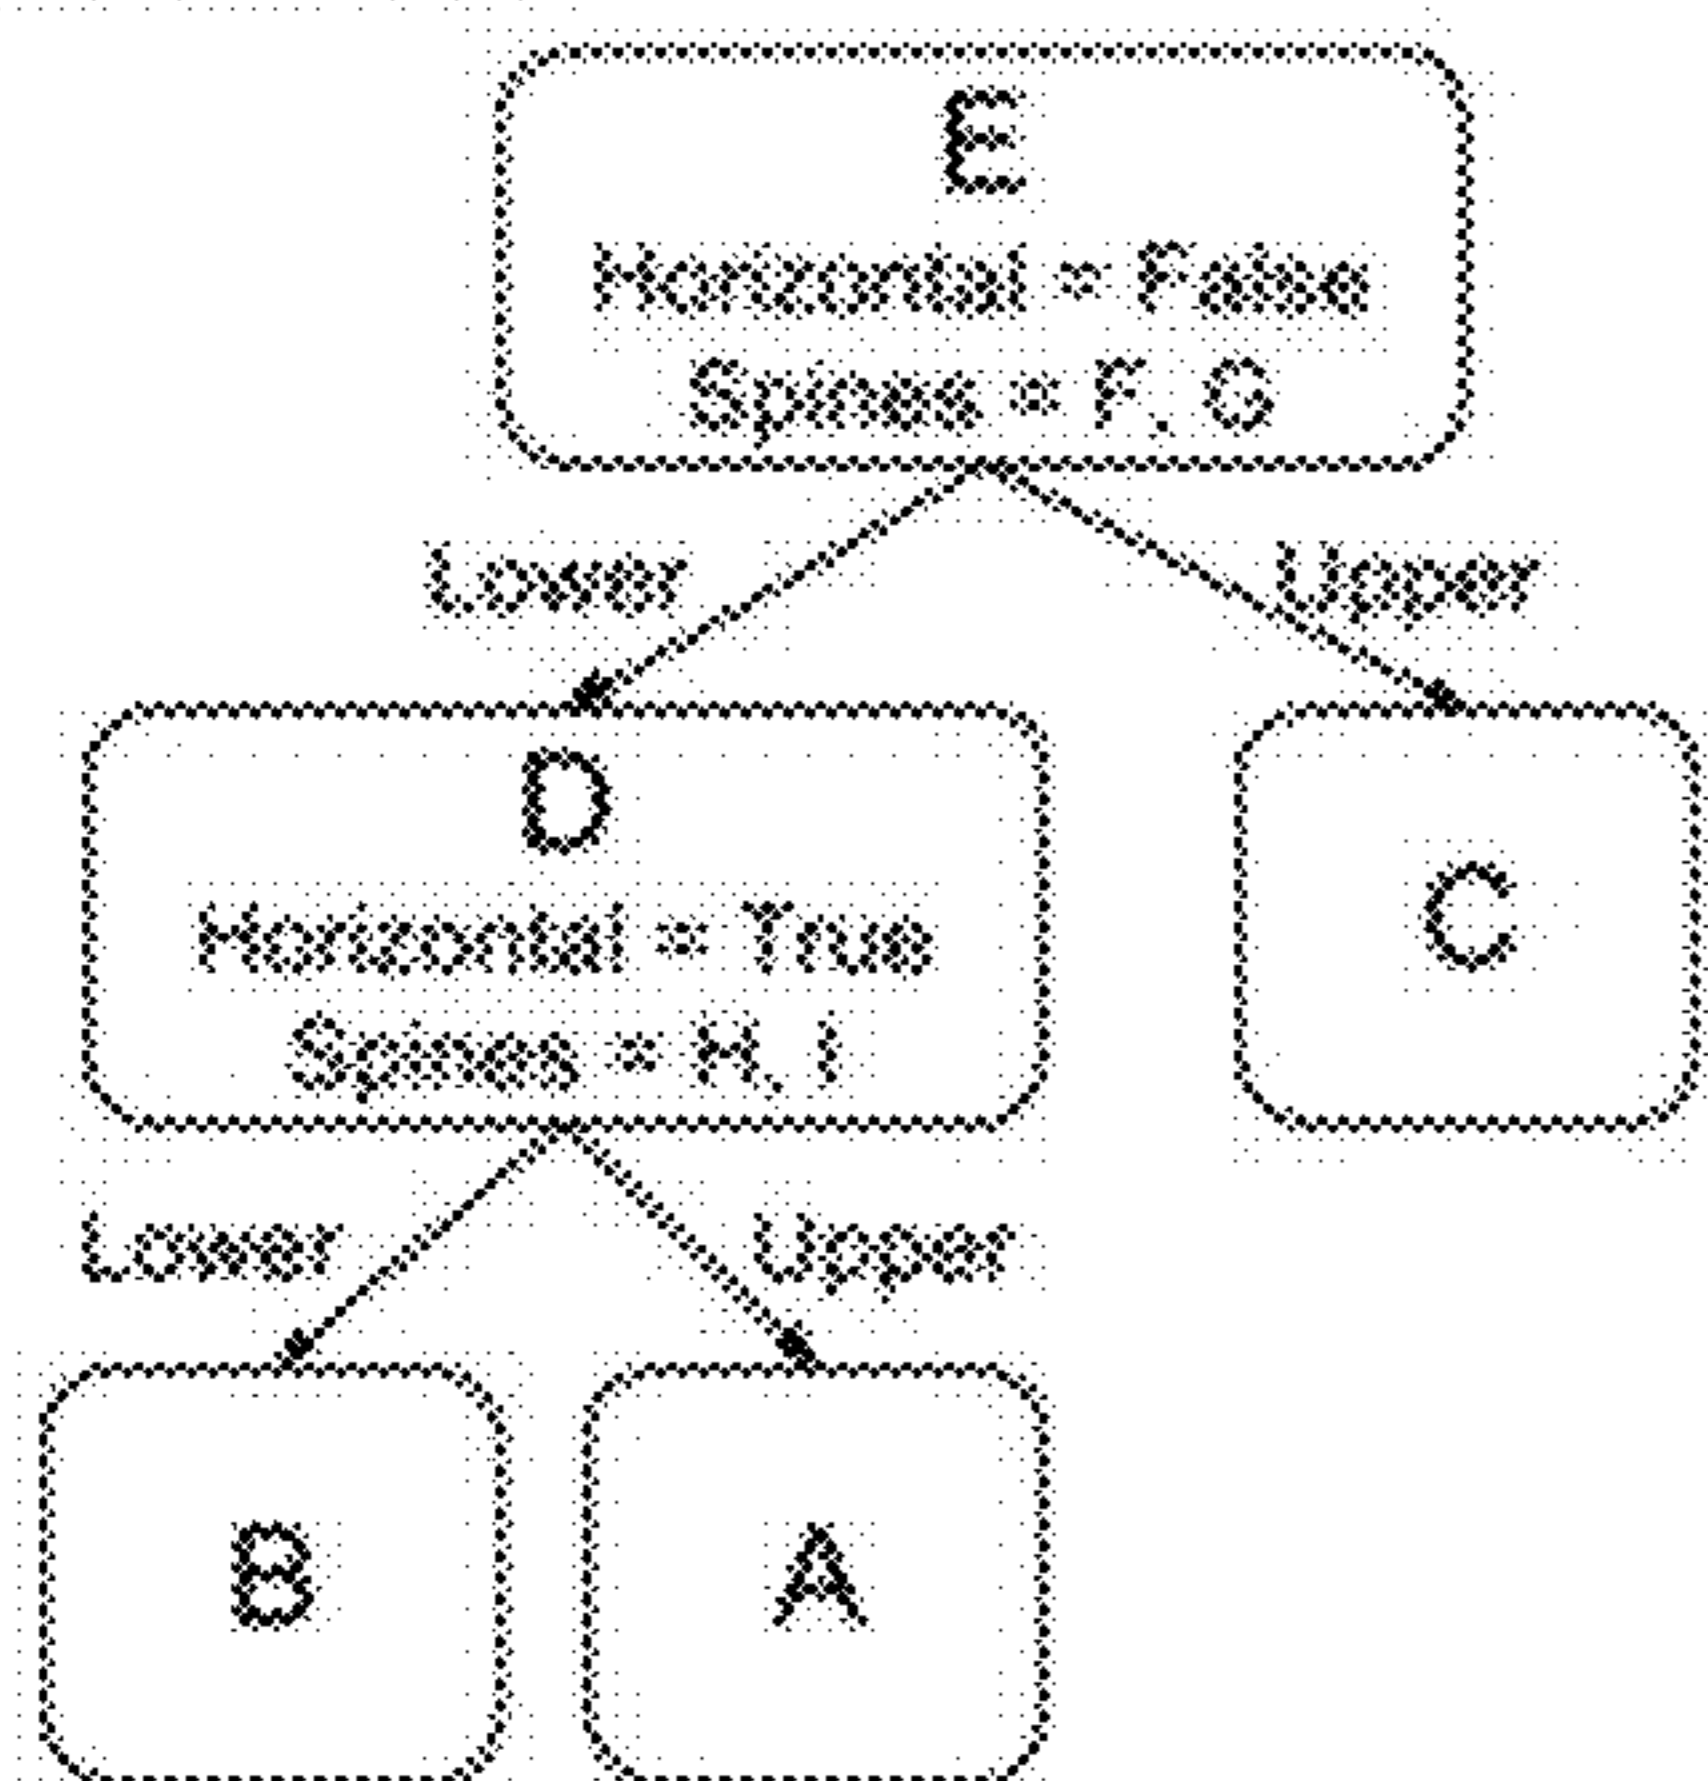 E
Horizontal = False
Spines = F, G
Lower
Upper
D
Horizontal = True
Spines = H, I
C
Lower
Upper
B
A